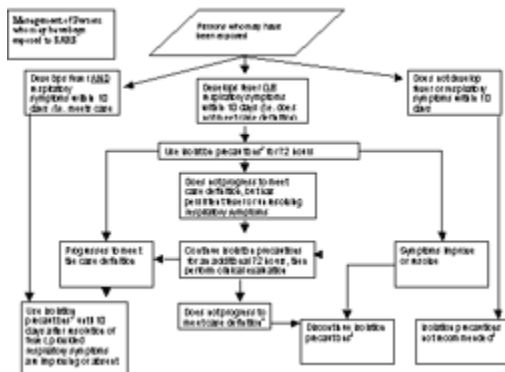 Management of Persons
who may have been
exposed to SARS
Persons who may have
been exposed
Develops fever AND
respiratory
symptoms within 10
days (i.e. meets case
Develops fever OR
respiratory symptoms
within 10 days (i.e. does
not meet case definition)
Does not develop
fever or respiratory
symptoms within 10
days
Use isolation precautions for 72 hours
Does not progress to meet
case definition, but has
persistent fever or unresolving
respiratory symptoms
Progresses to meet
the case definition
Continue isolation precautions
for an additional 72 hours, then
perform clinical examination
Symptoms improve
or resolve
Use isolation
precautions until 10
days after resolution of
fever, provided
respiratory symptoms
are improving or absent
Does not progress to
meet case definition
Discontinue isolation
precautions
Isolation precautions
not recommended